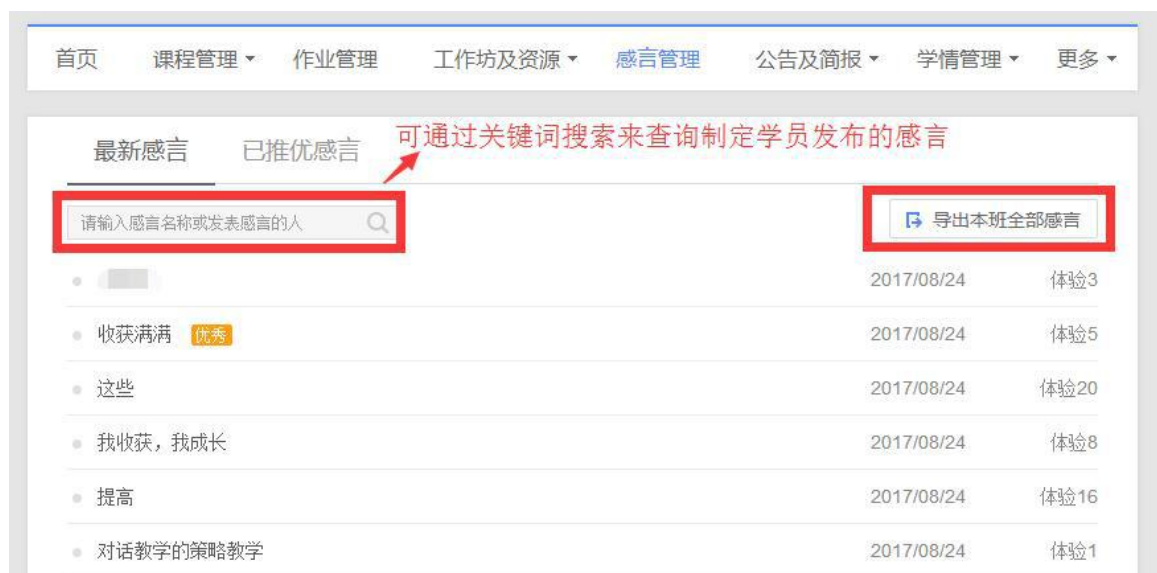 首页 课程管理 作业管理 工作坊及资源 感言管理 公告及简报 学情管理 更多
最新感言 已推优感言 可通过关键词搜索来查询制定学员发布的感言
请输入感言名称或发表感言的人 导出本班全部感言
2017/08/24 体验3
收获满满 优秀 2017/08/24 体验5
这些 2017/08/24 体验20
我收获，我成长 2017/08/24 体验8
提高 2017/08/24 体验16
对话教学的策略教学 2017/08/24 体验1